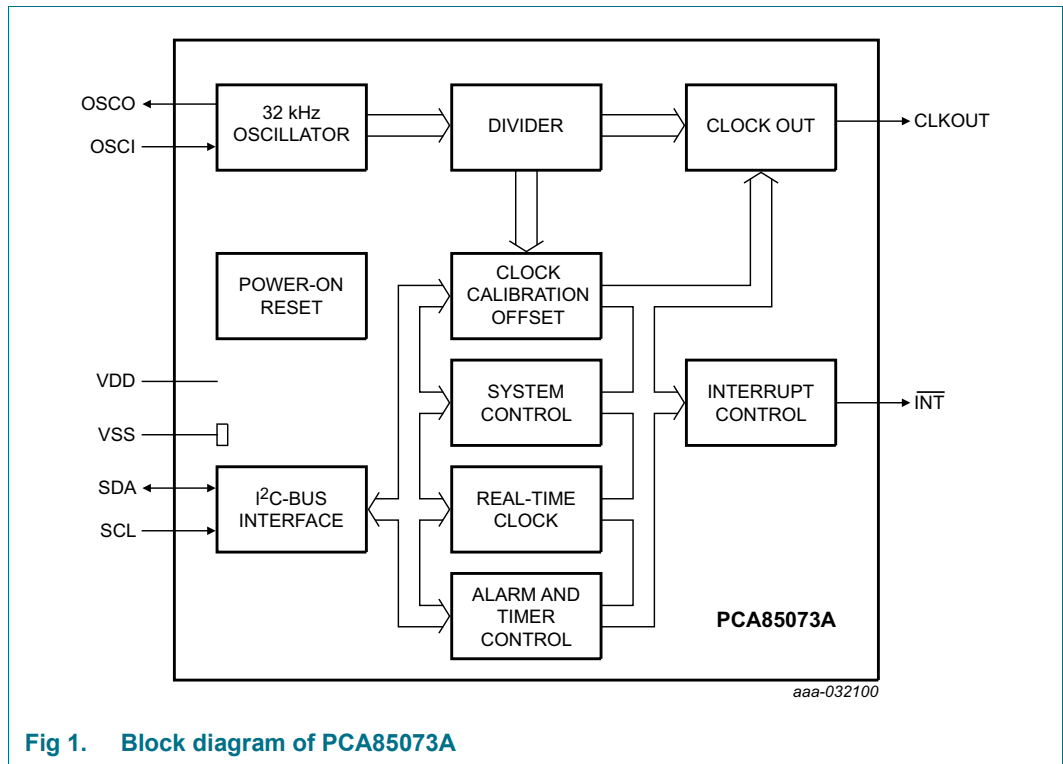 OSCO
OSCI
32 kHz
OSCILLATOR
DIVIDER
CLOCK OUT
CLKOUT
POWER-ON
RESET
CLOCK
CALIBRATION
OFFSET
VDD
VSS
SYSTEM
CONTROL
INTERRUPT
CONTROL
INT
SDA
SCL
I2C-BUS
INTERFACE
REAL-TIME
CLOCK
ALARM AND
TIMER
CONTROL
PCA85073A
aaa-032100
Fig 1. Block diagram of PCA85073A